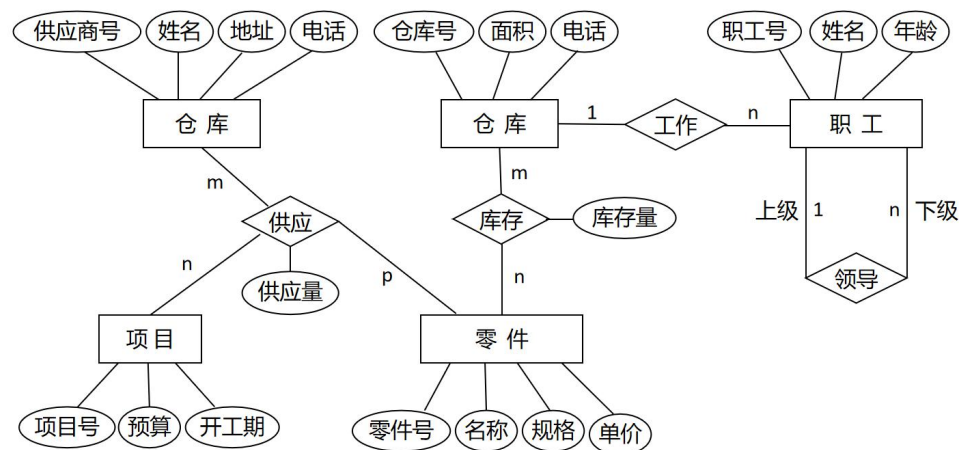 供应商号 姓名 地址 电话 仓库号 面积 电话 职工号 姓名 年龄
仓 库 仓 库 1 工作 n 职 工
m m
供应 库存 库存量 上级 1 n 下级
n 供应量 p n 领导
项 目 零 件
项目号 预算 开工期 零件号 名称 规格 单价